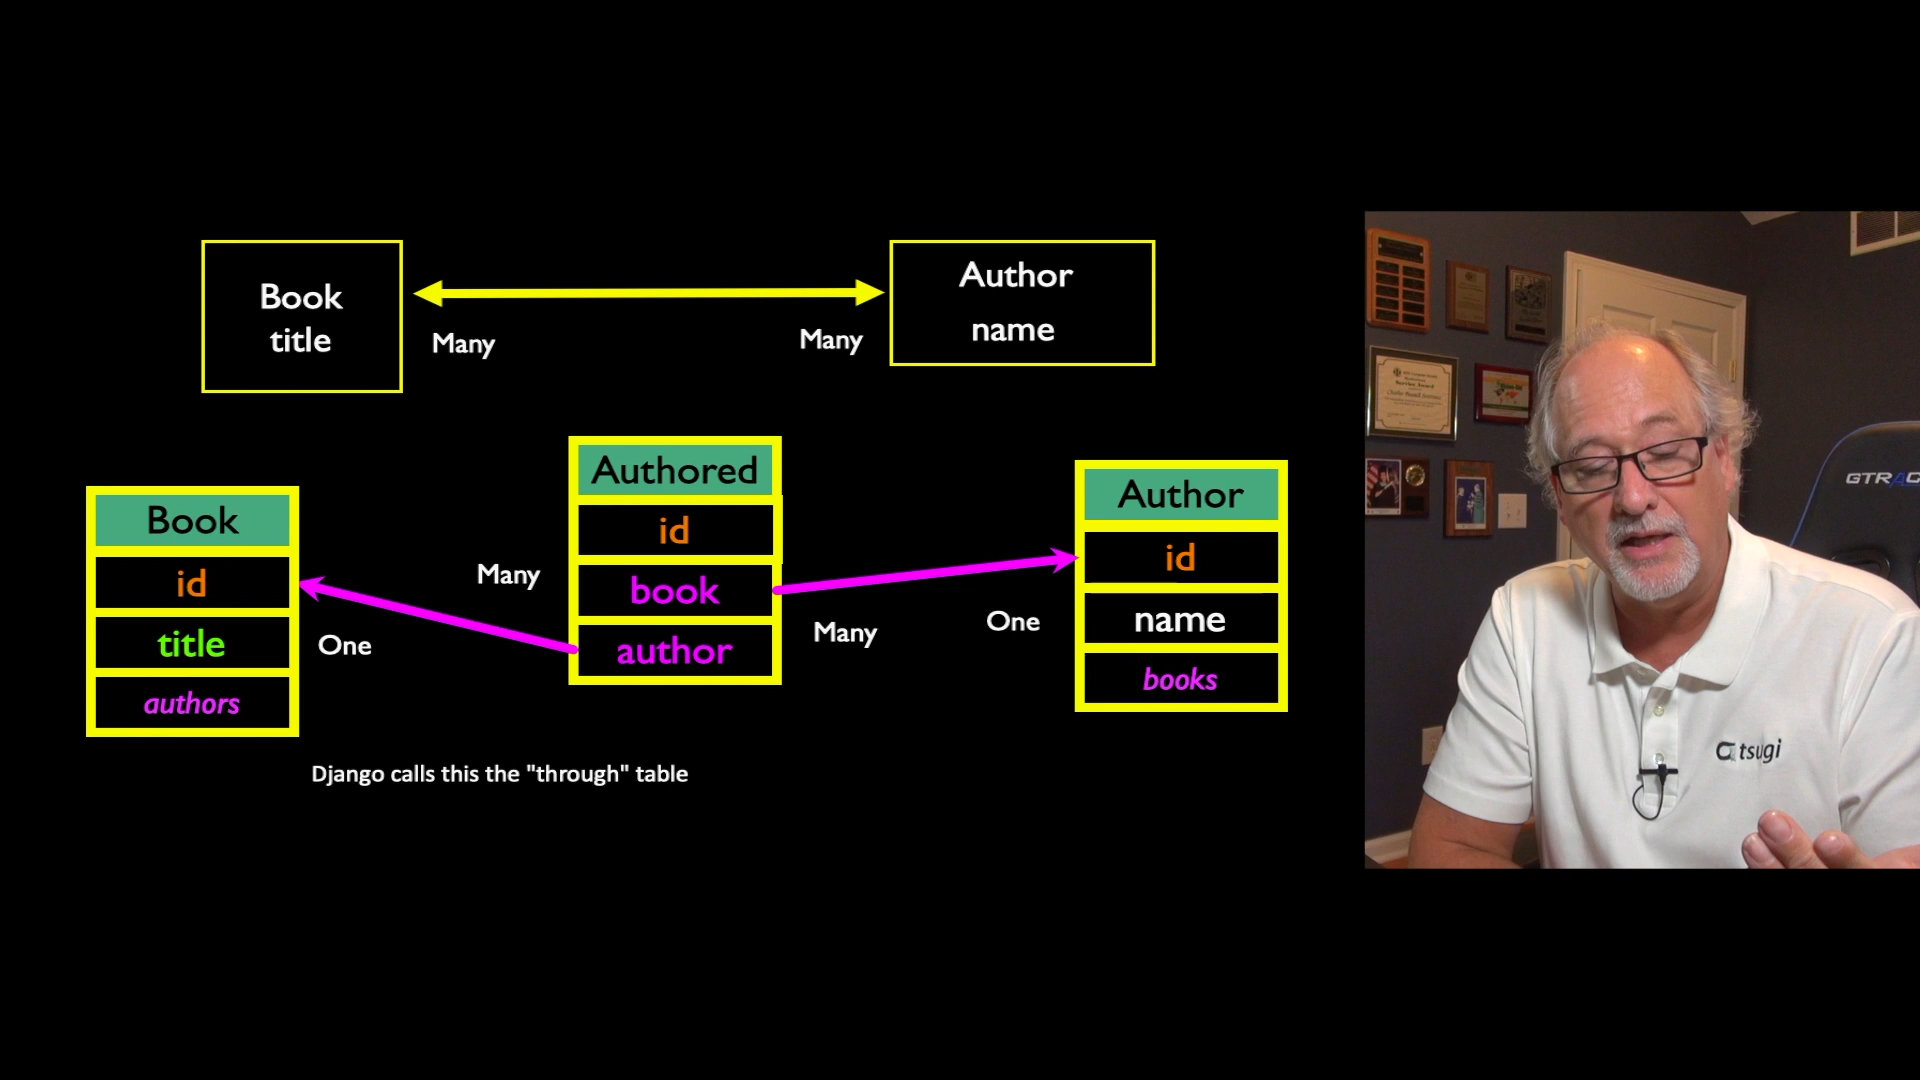 Book
title
Many
Many
Author
name
Book
id
title
authors
One
Many
Authored
id
book
author
Many
One
Author
id
name
books
Django calls this the "through" table
GTRAC
tsugi